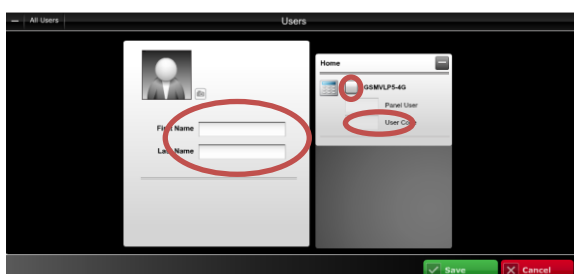 All Users
Users
First Name
Last Name
Home
GSMVLP5-4G
Panel User
User Code
Save
Cancel